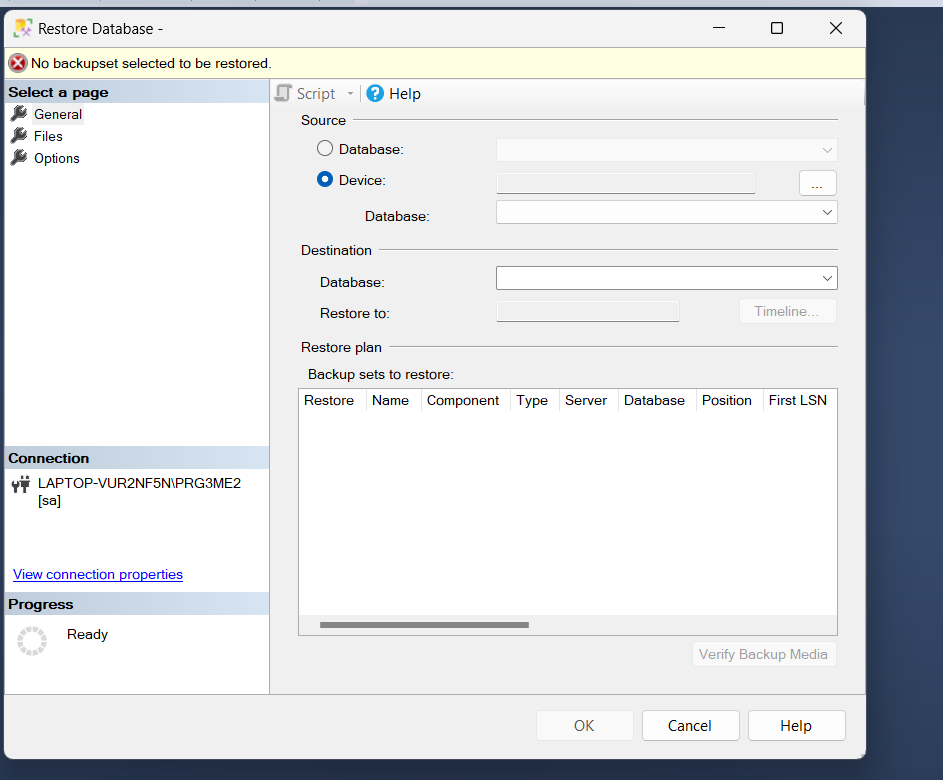 Restore Database -
No backupset selected to be restored.
Select a page
General
Files
Options
Script
Help
Source
Database:
Device:
...
Database:
Destination
Database:
Restore to:
Timeline...
Restore plan
Backup sets to restore:
Restore Name Component Type Server Database Position First LSN
Connection
LAPTOP-VUR2NF5N\PRG3ME2
[sa]
View connection properties
Progress
Ready
Verify Backup Media
OK Cancel Help